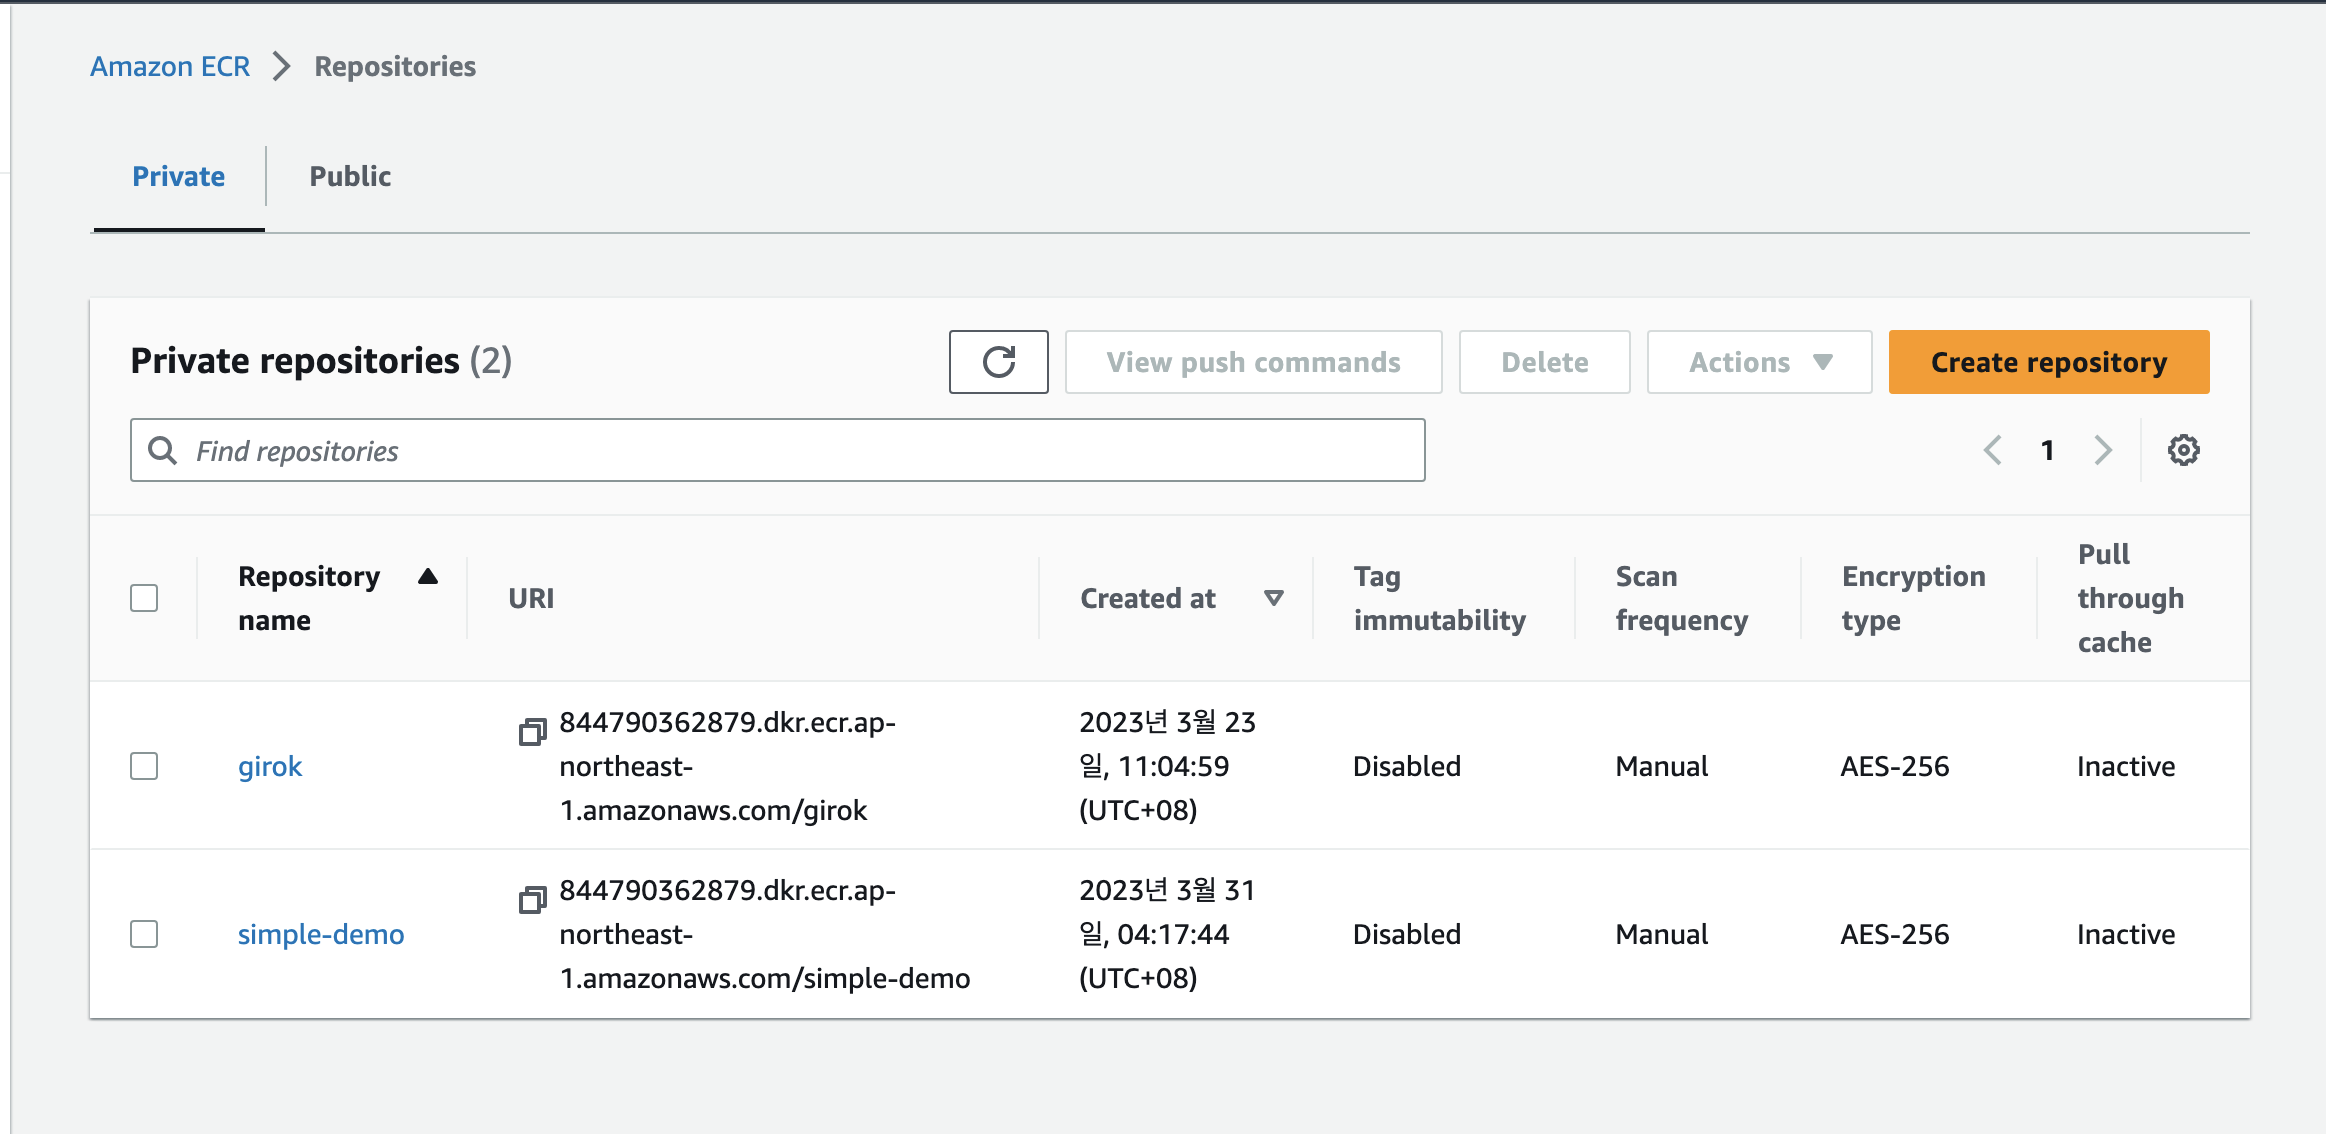 Amazon ECR > Repositories
Private Public
Private repositories (2) View push commands Delete Actions Create repository
Find repositories 1
Repository name URI Created at Tag immutability Scan frequency Encryption type Pull through cache
girok
844790362879.dkr.ecr.ap-
northeast-
1.amazonaws.com/girok
2023년 3월 23
일, 11:04:59
(UTC+08)
Disabled Manual AES-256 Inactive
simple-demo
844790362879.dkr.ecr.ap-
northeast-
1.amazonaws.com/simple-demo
2023년 3월 31
일, 04:17:44
(UTC+08)
Disabled Manual AES-256 Inactive